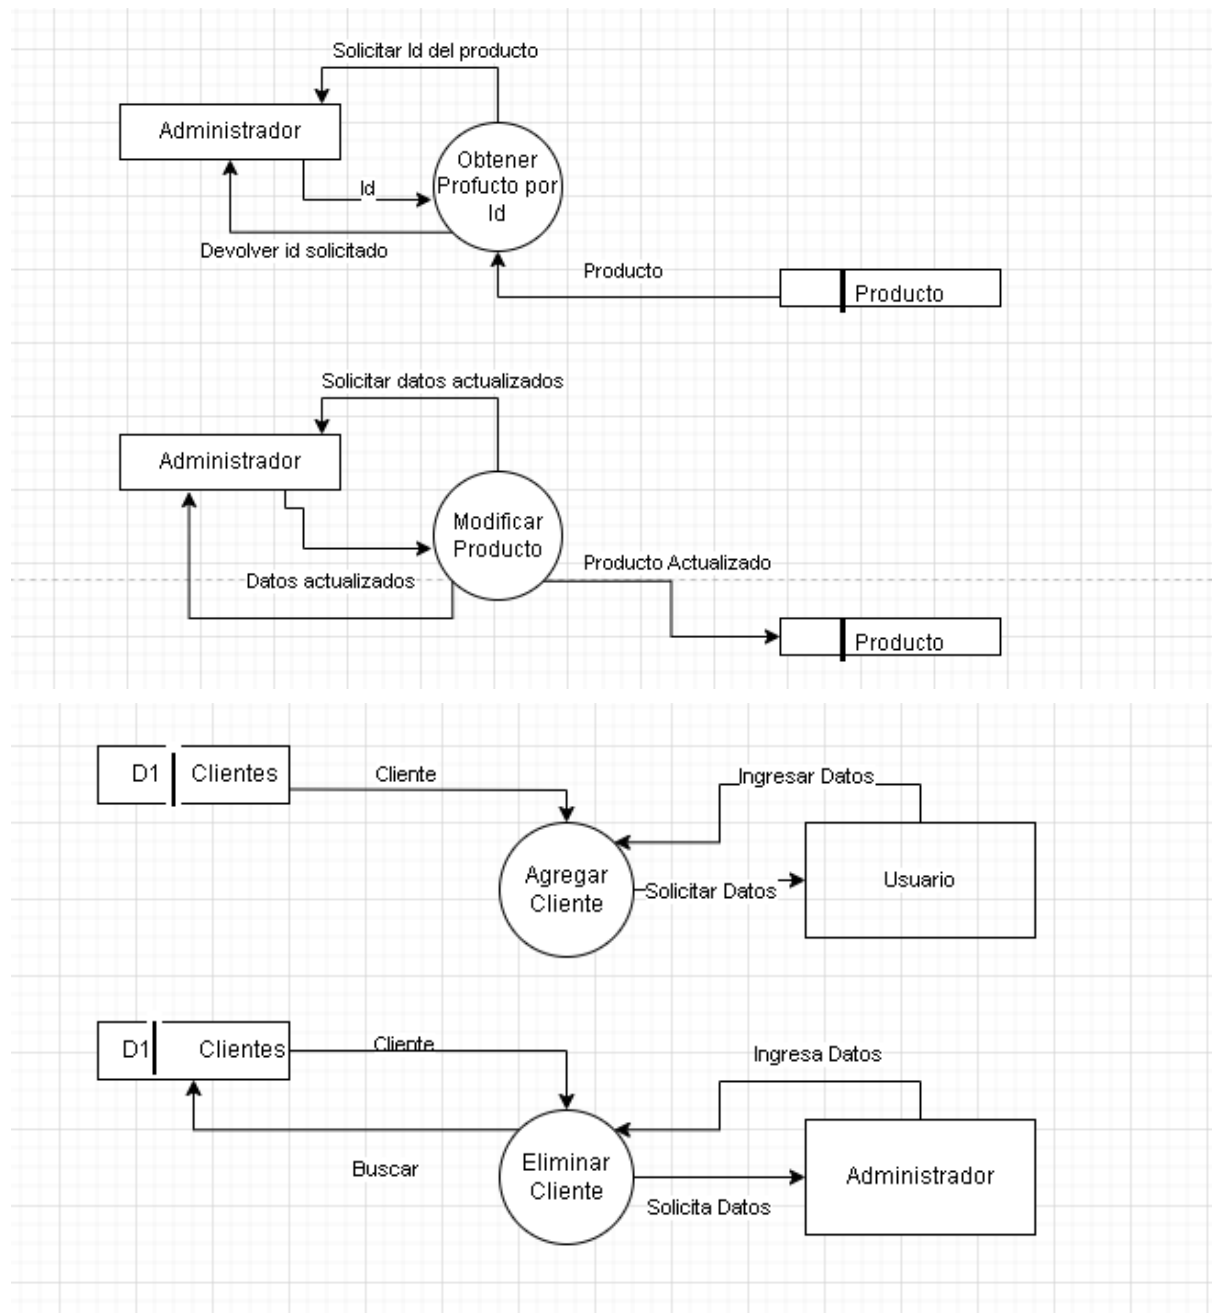 Solicitar Id del producto
Administrador
Obtener
Profucto por
Id
Id
Devolver id solicitado
Producto
Producto
Solicitar datos actualizados
Administrador
Modificar
Producto
Producto Actualizado
Datos actualizados
Producto
D1 Clientes
Cliente
Ingresar Datos
Agregar
Cliente
Solicitar Datos
Usuario
D1 Clientes
Cliente
Ingresa Datos
Buscar
Eliminar
Cliente
Administrador
Solicita Datos